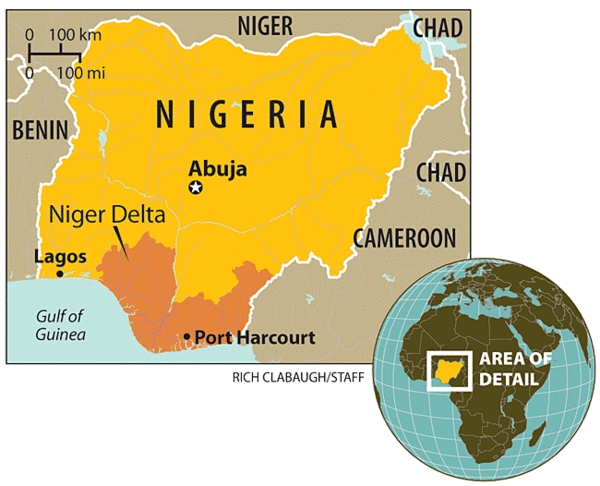 NIGER
CHAD
0 100 km
0 100 mi
NIGERIA
BENIN
Abuja
CHAD
Niger Delta
CAMEROON
Lagos
Gulf of
Guinea
Port Harcourt
RICH CLABAUGH/STAFF
AREA OF
DETAIL